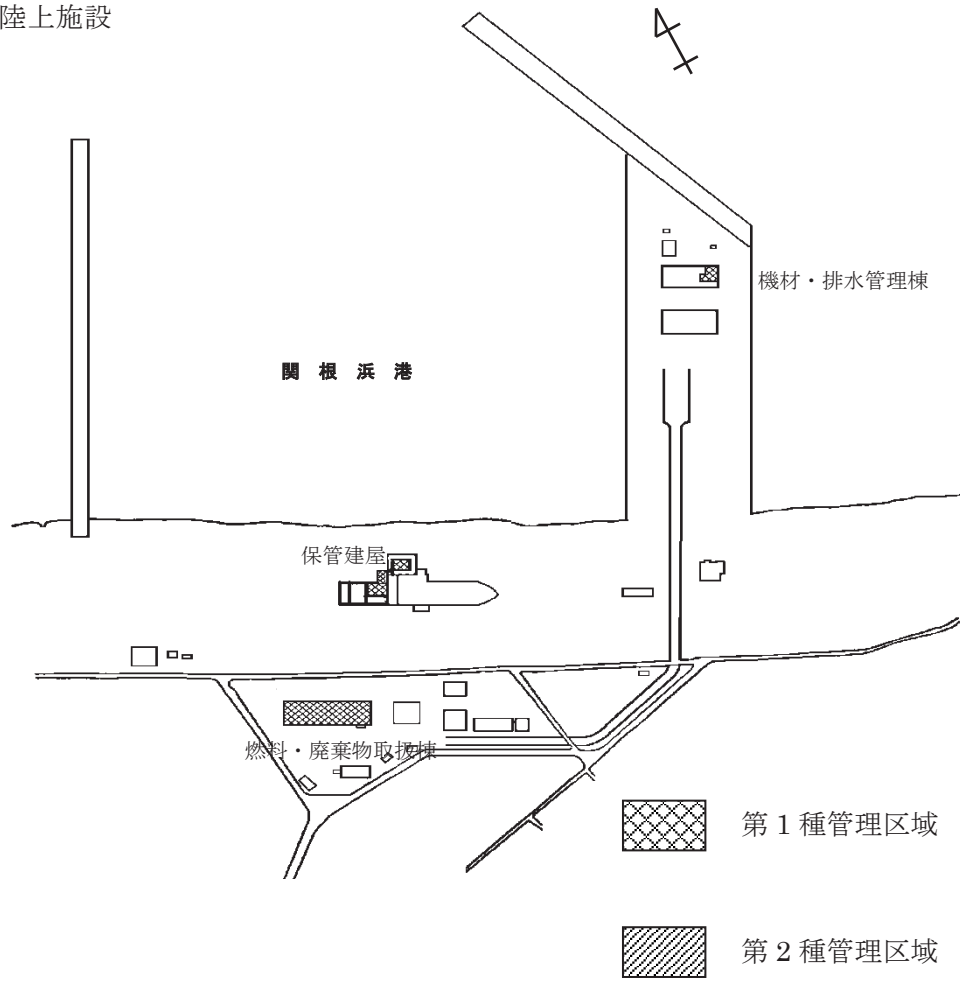 陸上施設
機材・排水管理棟
関根浜港
保管建屋
燃料・廃棄物取扱棟
第1種管理区域
第2種管理区域